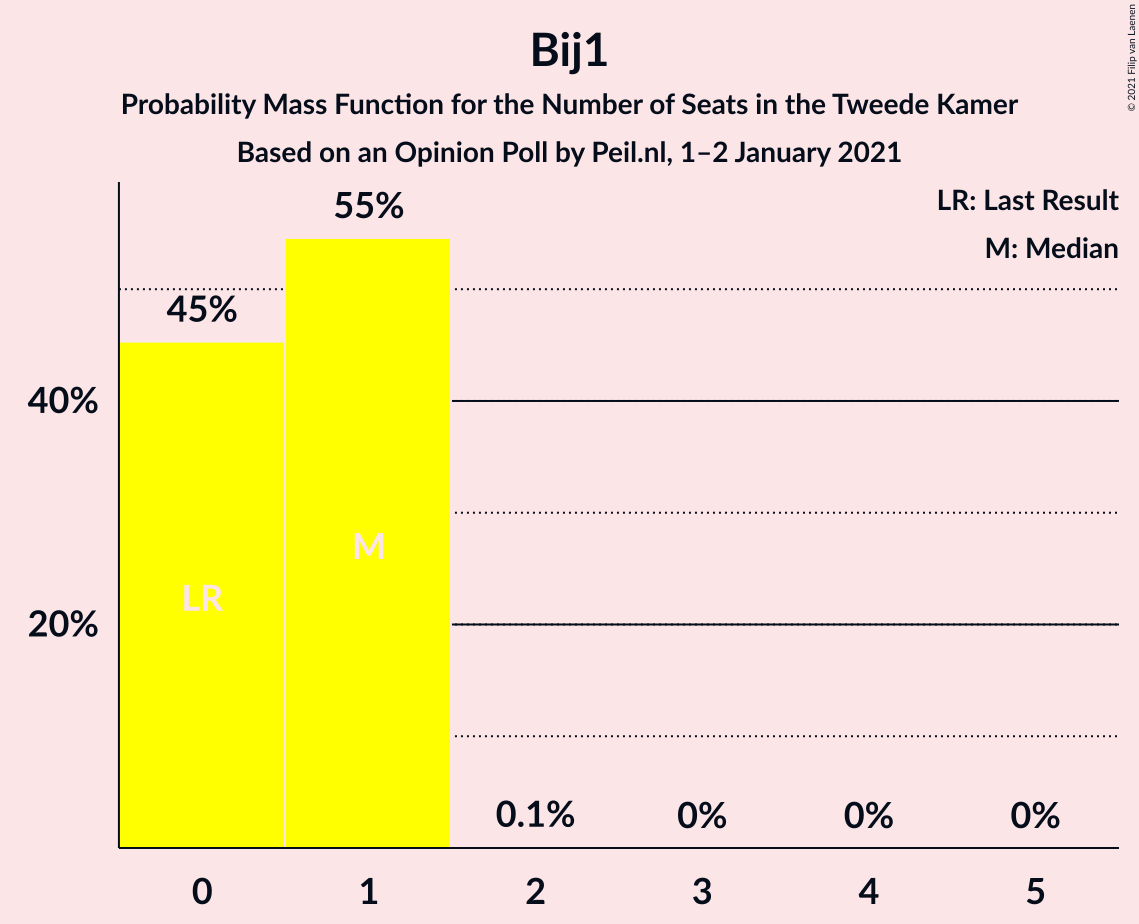 Bij1
Probability Mass Function for the Number of Seats in the Tweede Kamer
Based on an Opinion Poll by Peil.nl, 1–2 January 2021
© 2021 Filip van Laenen
LR: Last Result
M: Median
55%
45%
40%
20%
LR
M
0.1%
0%
0%
0%
0
1
2
3
4
5